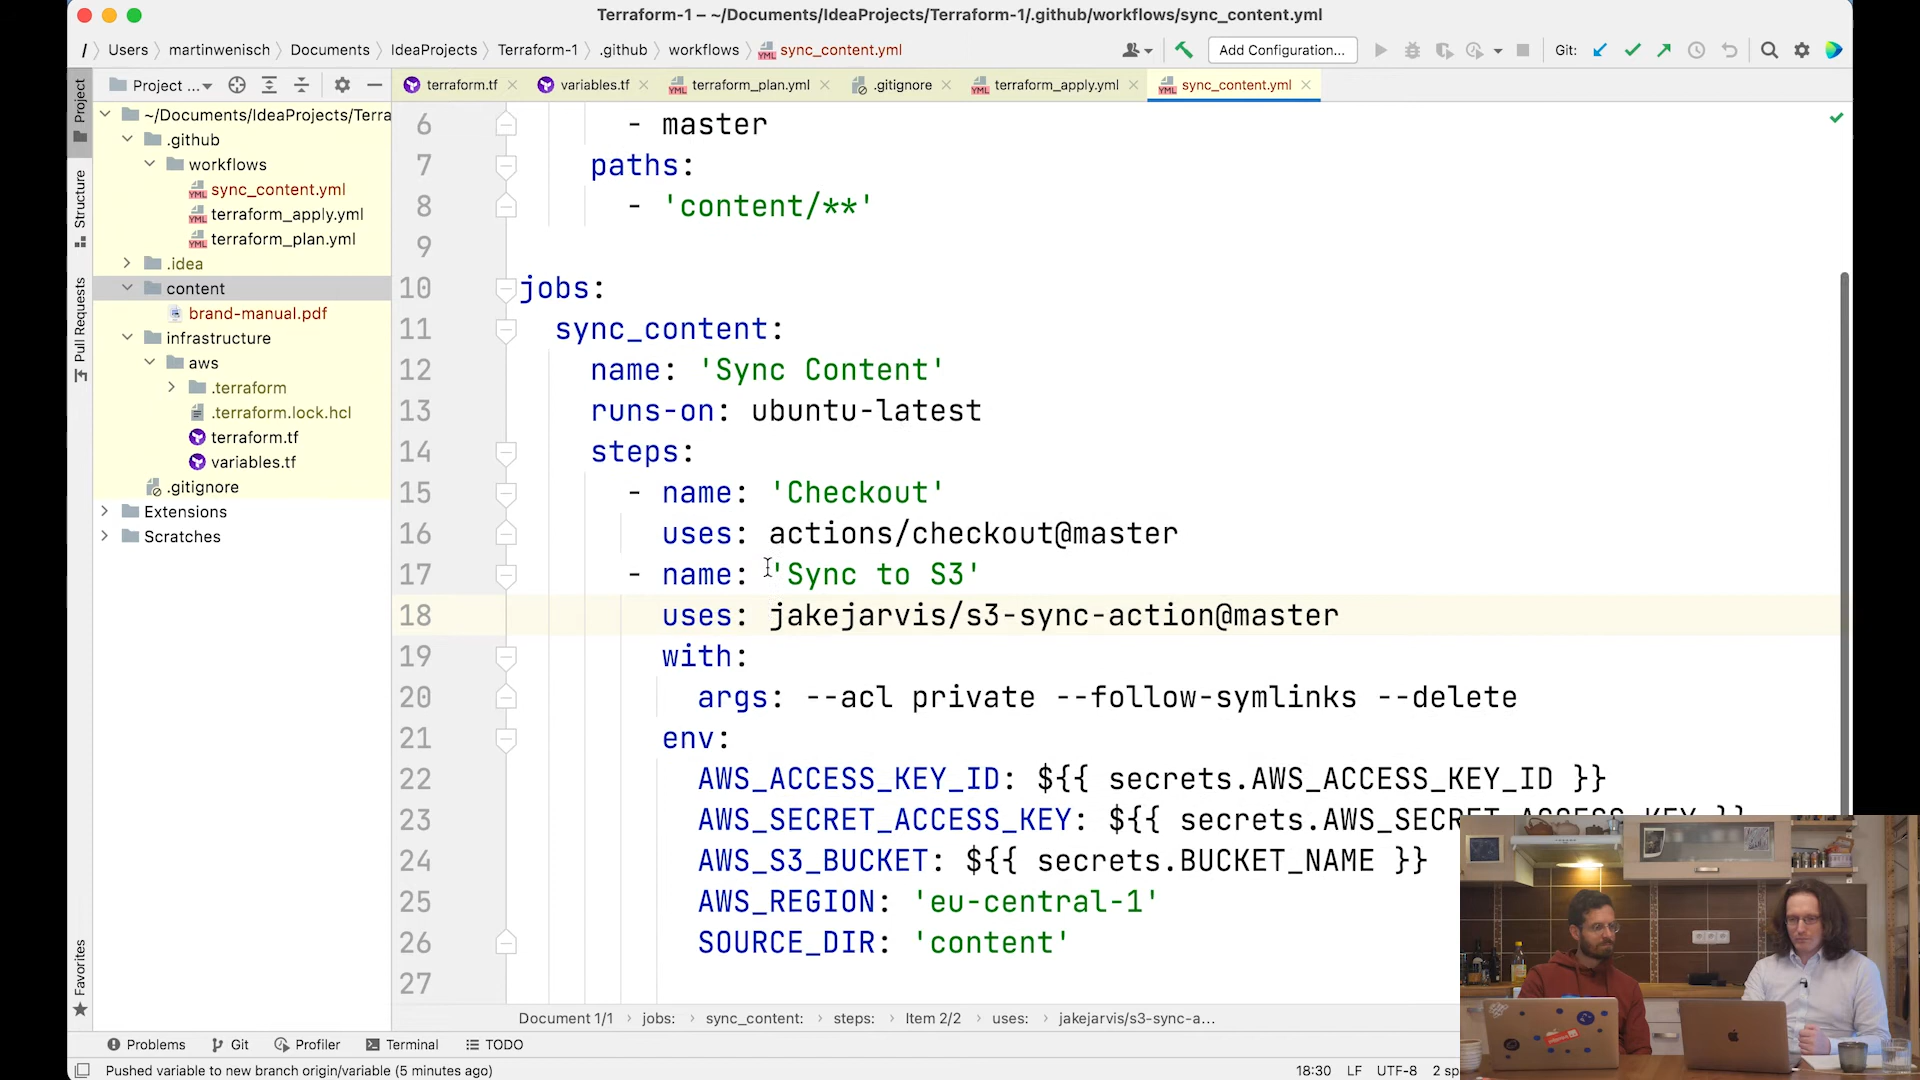 Terraform-1 – ~/Documents/IdeaProjects/Terraform-1/.github/workflows/sync_content.yml
/ Users martinwenisch Documents IdeaProjects Terraform-1 .github workflows sync_content.yml Add Configuration... Git:
Project ... terraform.tf variables.tf terraform_plan.yml .gitignore terraform_apply.yml sync_content.yml
Project
Structure
Pull Requests
Favorites
~/Documents/IdeaProjects/Terra
.github
workflows
sync_content.yml
terraform_apply.yml
terraform_plan.yml
.idea
content
brand-manual.pdf
infrastructure
aws
.terraform
.terraform.lock.hcl
terraform.tf
variables.tf
.gitignore
Extensions
Scratches
6 - master
7 paths:
8 - 'content/**'
9
10 jobs:
11 sync_content:
12 name: 'Sync Content'
13 runs-on: ubuntu-latest
14 steps:
15 - name: 'Checkout'
16 uses: actions/checkout@master
17 - name: 'Sync to S3'
18 uses: jakejarvis/s3-sync-action@master
19 with:
20 args: --acl private --follow-symlinks --delete
21 env:
22 AWS_ACCESS_KEY_ID: ${{ secrets.AWS_ACCESS_KEY_ID }}
23 AWS_SECRET_ACCESS_KEY: ${{ secrets.AWS_SECRET_ACCESS_KEY }}
24 AWS_S3_BUCKET: ${{ secrets.BUCKET_NAME }}
25 AWS_REGION: 'eu-central-1'
26 SOURCE_DIR: 'content'
27
Document 1/1 jobs: sync_content: steps: Item 2/2 uses: jakejarvis/s3-sync-a...
Problems Git Profiler Terminal TODO
Pushed variable to new branch origin/variable (5 minutes ago) 18:30 LF UTF-8 2 sp